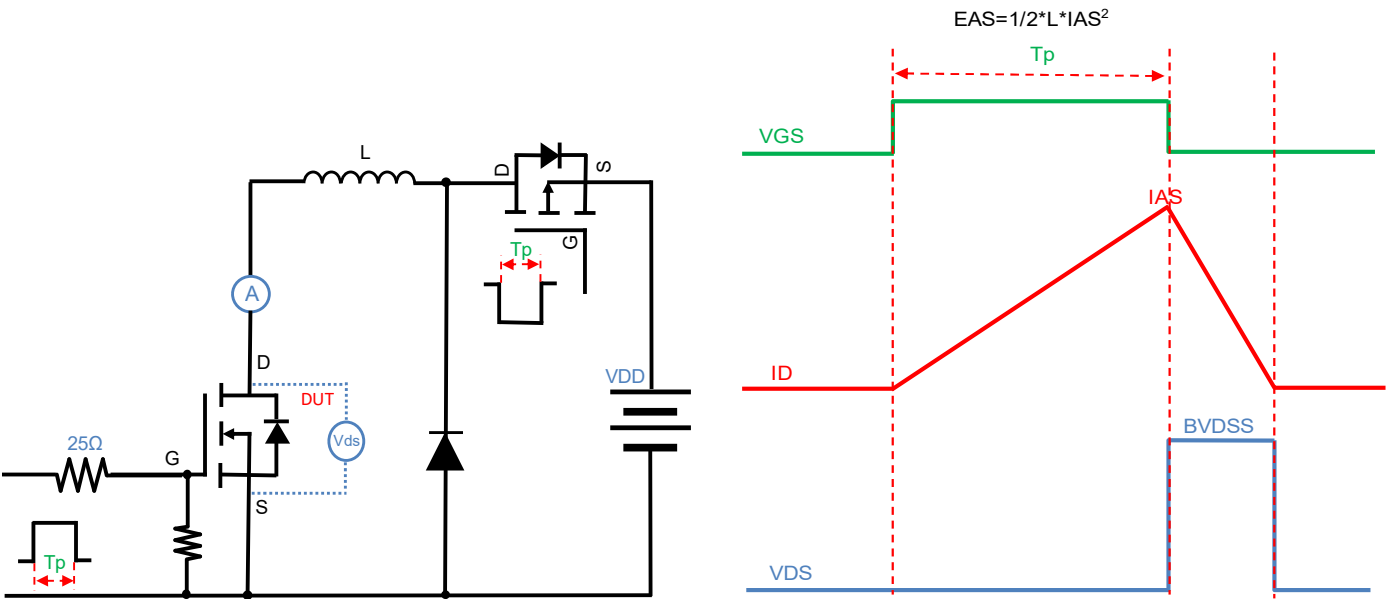 EAS=1/2*L*IAS²
Tp
VGS
IAS
ID
BVDSS
VDS
L
D
S
G
Tp
A
D
DUT
Vds
VDD
25Ω
G
S
Tp